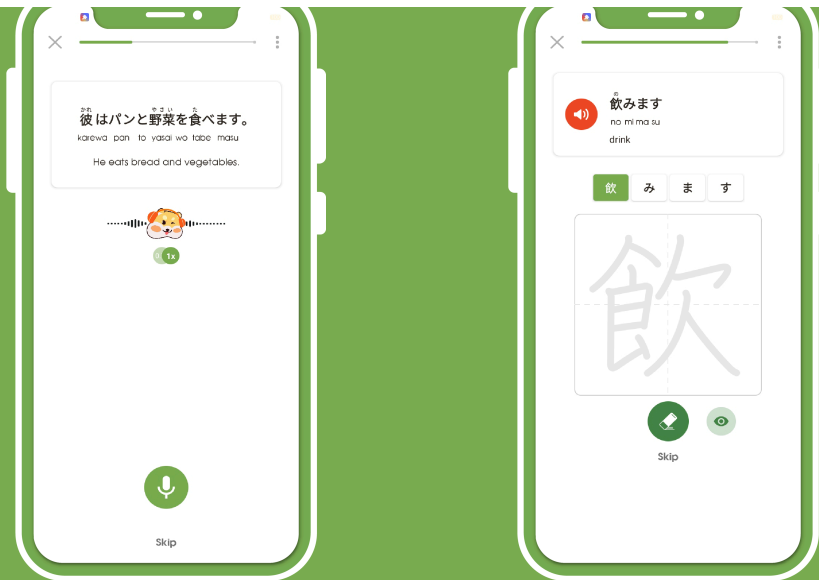 かれ やさい た
彼はパンと野菜を食べます。
karewa pan to yasai wo tabe masu
He eats bread and vegetables.
1x
Skip
の
飲みます
no mi ma su
drink
飲 み ま す
飲
Skip